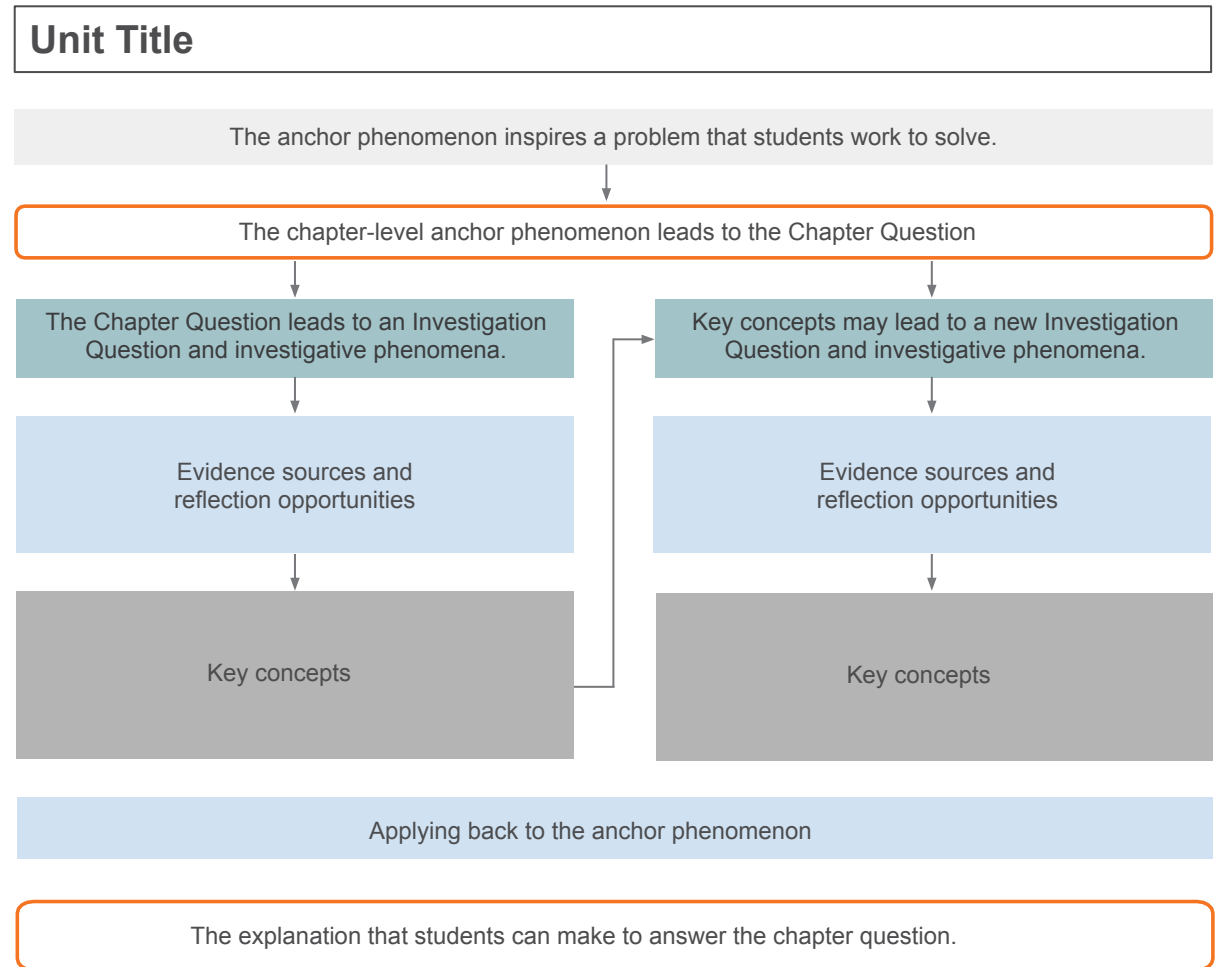 Unit Title
The anchor phenomenon inspires a problem that students work to solve.
The chapter-level anchor phenomenon leads to the Chapter Question
The Chapter Question leads to an Investigation
Question and investigative phenomena.
Evidence sources and
reflection opportunities
Key concepts
Key concepts may lead to a new Investigation
Question and investigative phenomena.
Evidence sources and
reflection opportunities
Key concepts
Applying back to the anchor phenomenon
The explanation that students can make to answer the chapter question.